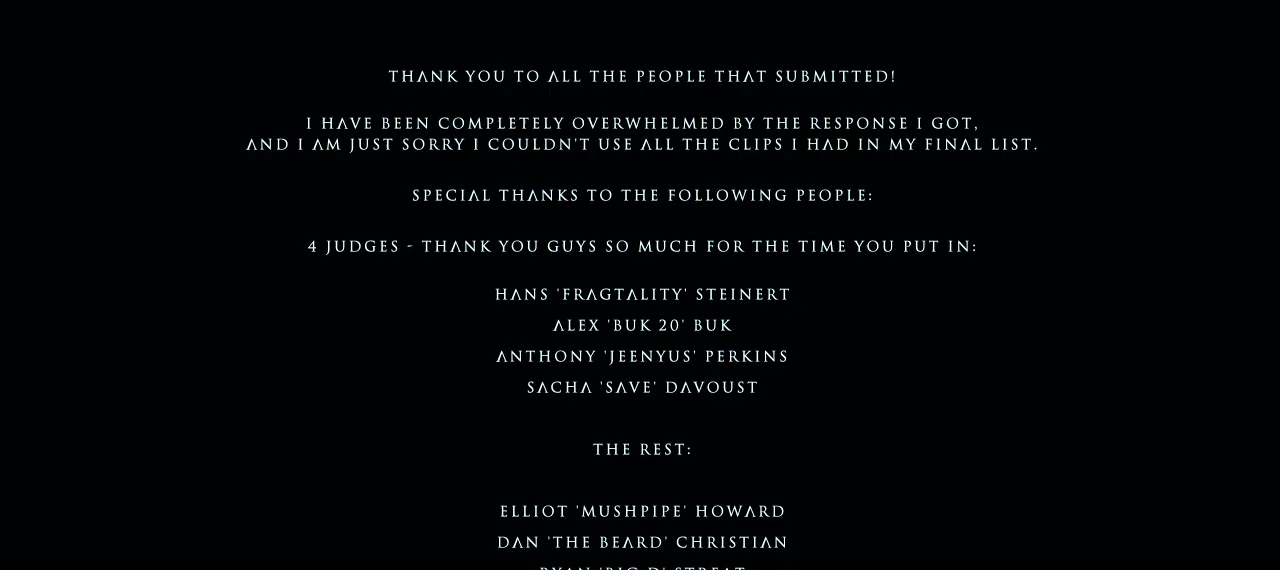 THANK YOU TO ALL THE PEOPLE THAT SUBMITTED!
I HAVE BEEN COMPLETELY OVERWHELMED BY THE RESPONSE I GOT,
AND I AM JUST SORRY I COULDN'T USE ALL THE CLIPS I HAD IN MY FINAL LIST.
SPECIAL THANKS TO THE FOLLOWING PEOPLE:
4 JUDGES - THANK YOU GUYS SO MUCH FOR THE TIME YOU PUT IN:
HANS 'FRAGTALITY' STEINERT
ALEX 'BUK 20' BUK
ANTHONY 'JEENYUS' PERKINS
SACHA 'SAVE' DAVOUST
THE REST:
ELLIOT 'MUSHPIPE' HOWARD
DAN 'THE BEARD' CHRISTIAN